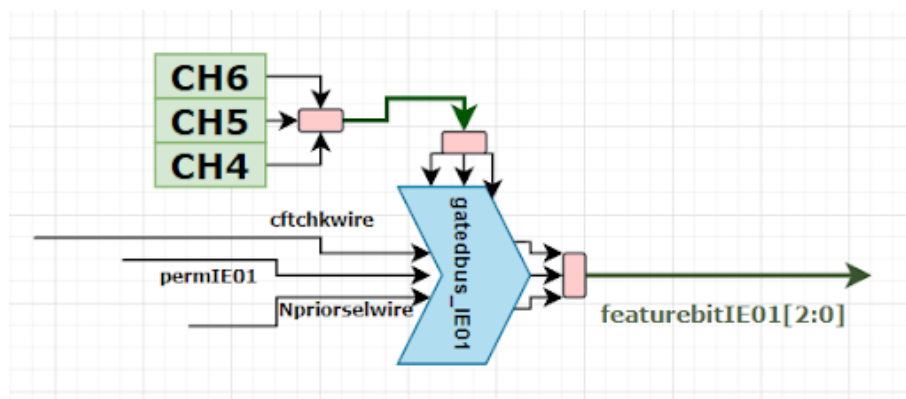 CH6
CH5
CH4
cftchkwire
permIE01
Npriorselwire
gatedbus_IE01
featurebitIE01[2:0]